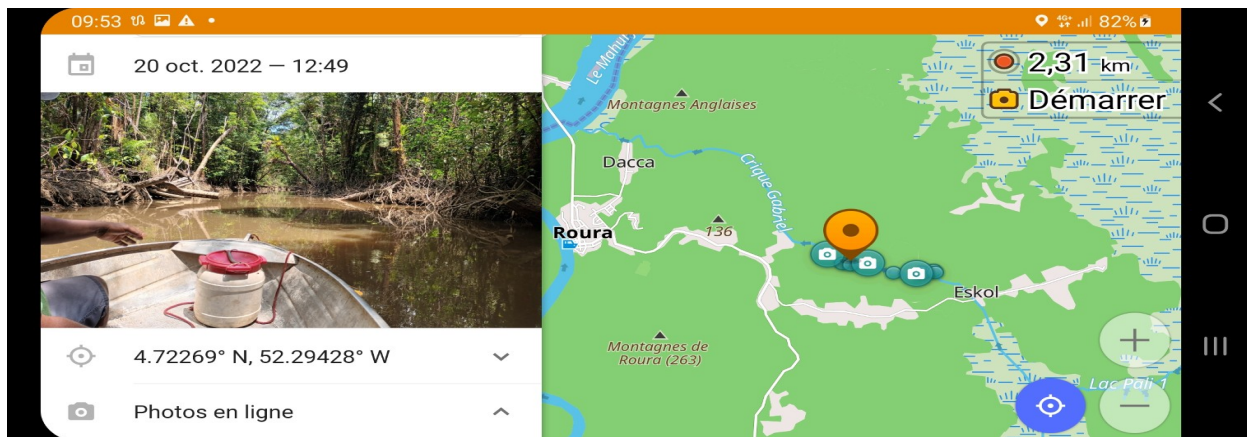 09:53
82%
20 oct. 2022 — 12:49
4.72269° N, 52.29428° W
Photos en ligne
2,31 km
Démarrer
Le Mahury
Montagnes Anglaises
Dacca
Crique Gabriel
Roura
136
Eskol
Montagnes de
Roura (263)
Lac Pali 1